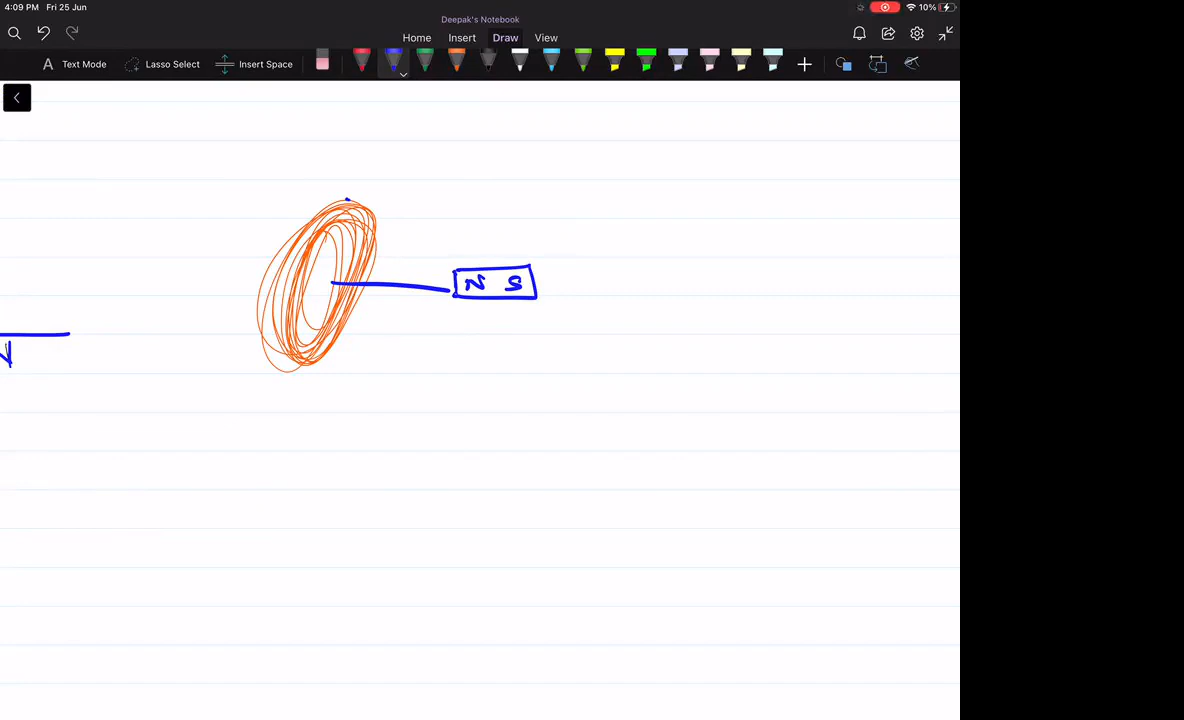 4:09 PM Fri 25 Jun 10%
Deepak's Notebook
Home Insert Draw View
Text Mode Lasso Select Insert Space
N S